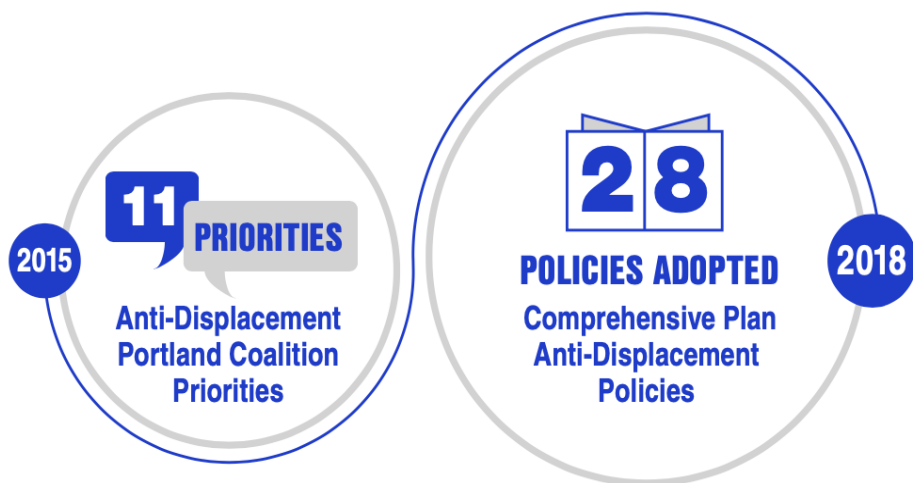 2015
11
PRIORITIES
Anti-Displacement
Portland Coalition
Priorities
28
POLICIES ADOPTED
Comprehensive Plan
Anti-Displacement
Policies
2018